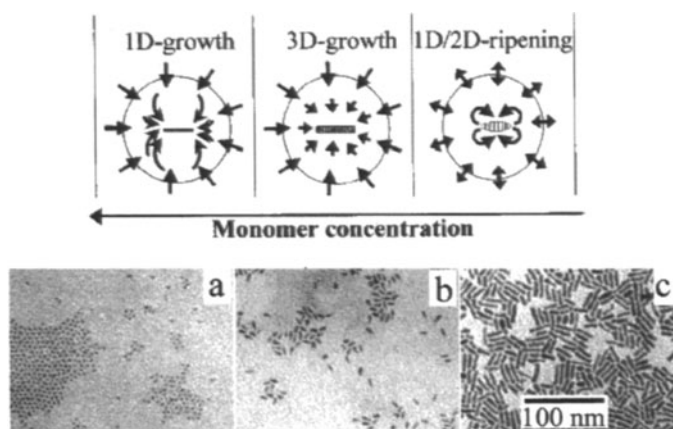 1D-growth 3D-growth 1D/2D-ripening
Monomer concentration
a b c
100 nm